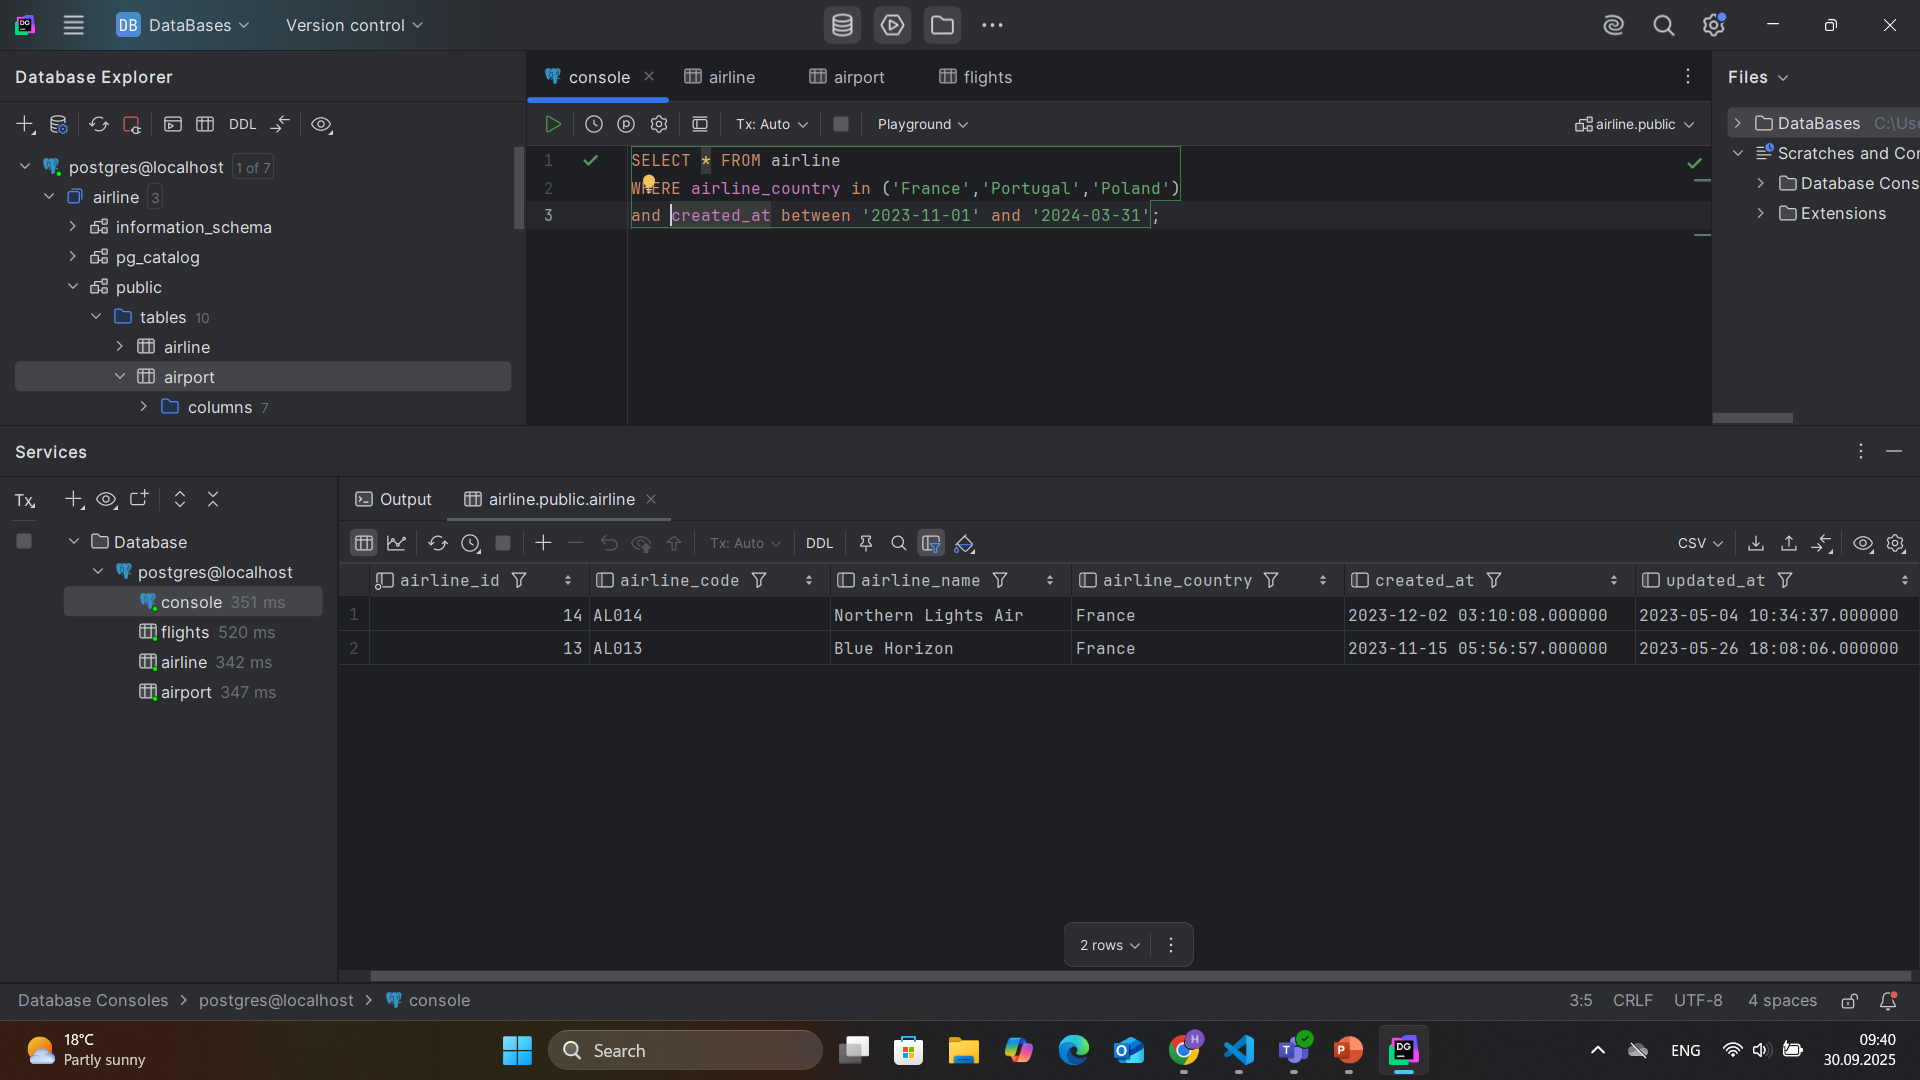 DB DataBases
Version control
Database Explorer
DDL
postgres@localhost 1 of 7
airline 3
information_schema
pg_catalog
public
tables 10
airline
airport
columns 7
console
airline
airport
flights
Tx: Auto
Playground
airline.public
1 SELECT * FROM airline
2 WHERE airline_country in ('France','Portugal','Poland')
3 and created_at between '2023-11-01' and '2024-03-31';
Files
DataBases C:\Use
Scratches and Cor
Database Cons
Extensions
Services
Tx
Database
postgres@localhost
console 351 ms
flights 520 ms
airline 342 ms
airport 347 ms
Output
airline.public.airline
Tx: Auto
DDL
CSV
airline_id airline_code airline_name airline_country created_at updated_at
1 14 AL014 Northern Lights Air France 2023-12-02 03:10:08.000000 2023-05-04 10:34:37.000000
2 13 AL013 Blue Horizon France 2023-11-15 05:56:57.000000 2023-05-26 18:08:06.000000
2 rows
Database Consoles > postgres@localhost > console
3:5 CRLF UTF-8 4 spaces
18°C
Partly sunny
Search
ENG
09:40
30.09.2025